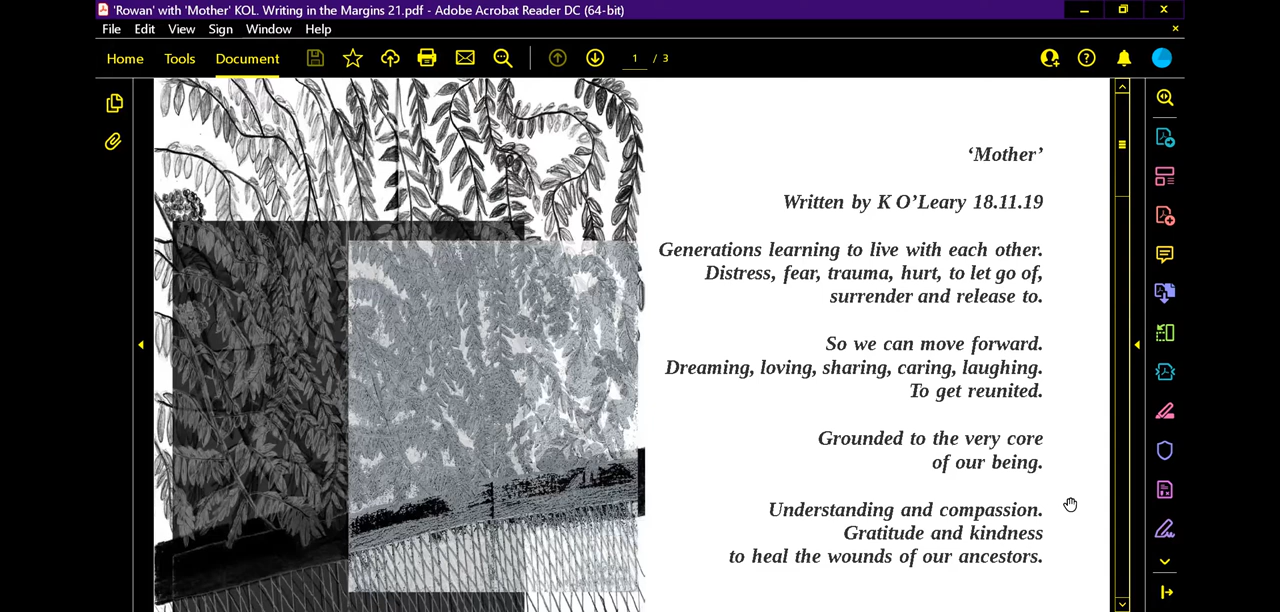 'Rowan' with 'Mother' KOL. Writing in the Margins 21.pdf - Adobe Acrobat Reader DC (64-bit)
File Edit View Sign Window Help
Home Tools Document 1 / 3
‘Mother’
Written by K O’Leary 18.11.19
Generations learning to live with each other.
Distress, fear, trauma, hurt, to let go of,
surrender and release to.
So we can move forward.
Dreaming, loving, sharing, caring, laughing.
To get reunited.
Grounded to the very core
of our being.
Understanding and compassion.
Gratitude and kindness
to heal the wounds of our ancestors.